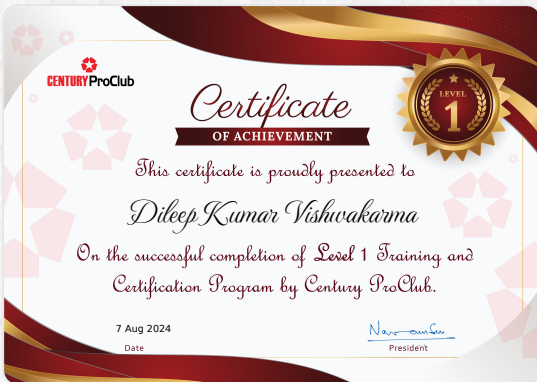 CENTURY ProClub
LEVEL
1
Certificate
OF ACHIEVEMENT
This certificate is proudly presented to
Dileep Kumar Vishwakarma
On the successful completion of Level 1 Training and
Certification Program by Century ProClub.
7 Aug 2024
Date
President